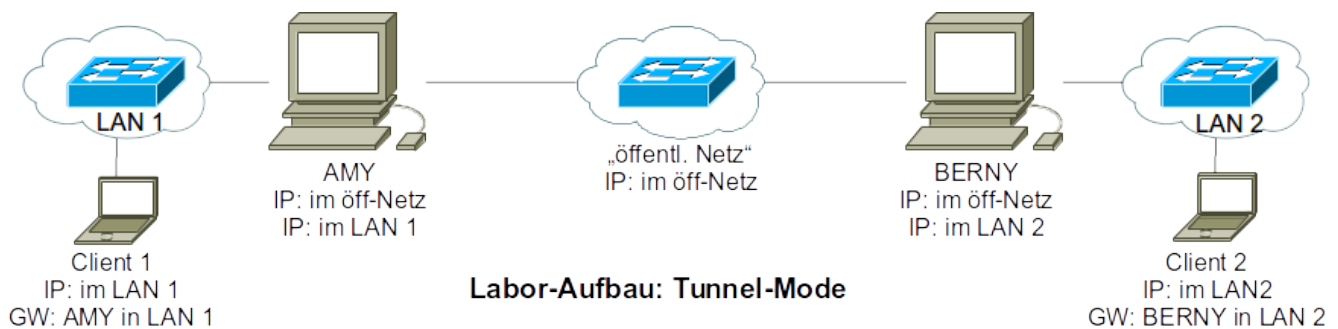 LAN 1
AMY
IP: im öff-Netz
IP: im LAN 1
„öffentl. Netz“
IP: im öff-Netz
BERNY
IP: im öff-Netz
IP: im LAN 2
LAN 2
Client 1
IP: im LAN 1
GW: AMY in LAN 1
Labor-Aufbau: Tunnel-Mode
Client 2
IP: im LAN2
GW: BERNY in LAN 2